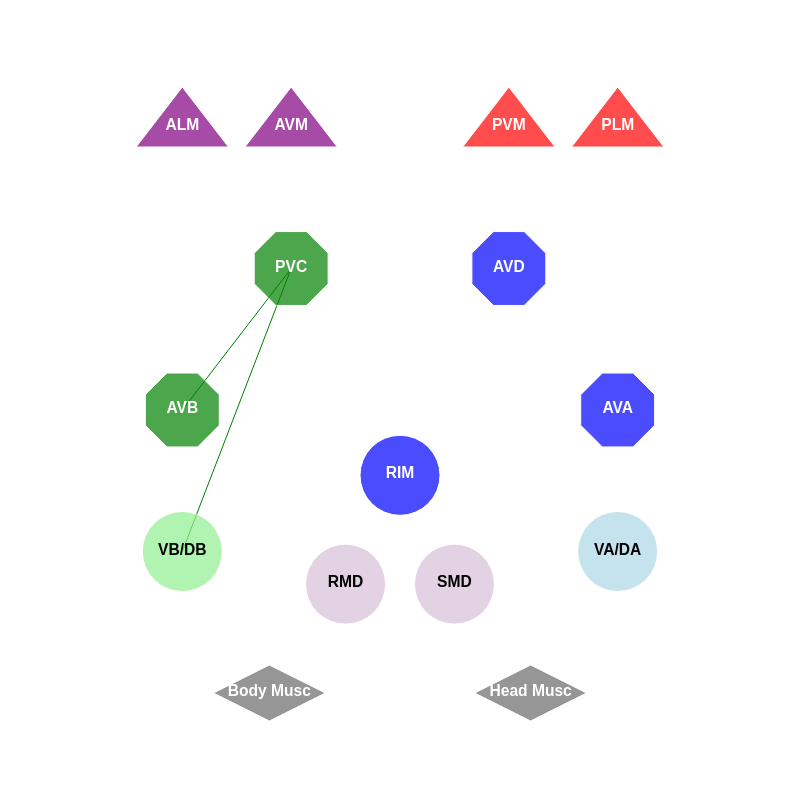 ALM
AVM
PVM
PLM
PVC
AVD
AVB
AVA
RIM
VB/DB
VA/DA
RMD
SMD
Body Musc
Head Musc